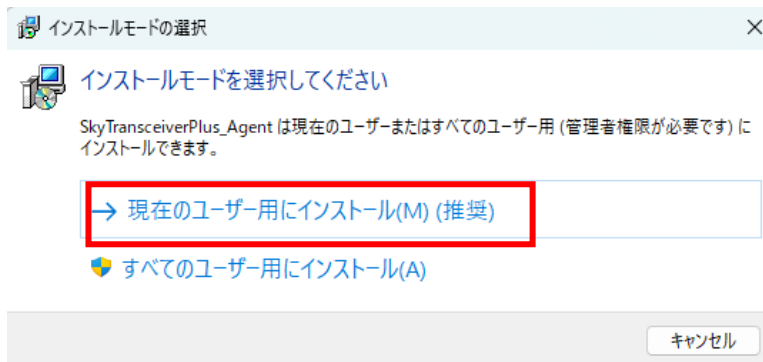 インストールモードの選択
インストールモードを選択してください
SkyTransceiverPlus_Agent は現在のユーザーまたはすべてのユーザー用 (管理者権限が必要です) に
インストールできます。
→ 現在のユーザー用にインストール(M) (推奨)
すべてのユーザー用にインストール(A)
キャンセル